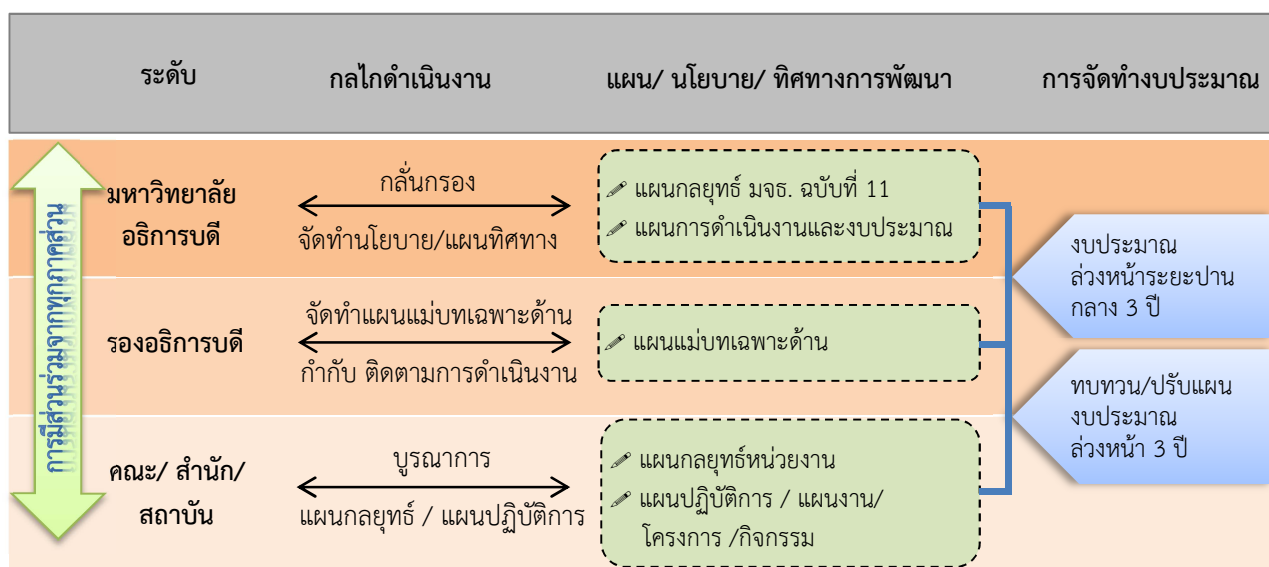 ระดับ
กลไกดำเนินงาน
แผน/ นโยบาย/ ทิศทางการพัฒนา
การจัดทำงบประมาณ
การมีส่วนร่วมจากทุกภาคส่วน
มหาวิทยาลัย
อธิการบดี
กลั่นกรอง
จัดทำนโยบาย/แผนทิศทาง
แผนกลยุทธ์ มจธ. ฉบับที่ 11
แผนการดำเนินงานและงบประมาณ
งบประมาณ
ล่วงหน้าระยะปาน
กลาง 3 ปี
รองอธิการบดี
จัดทำแผนแม่บทเฉพาะด้าน
กำกับ ติดตามการดำเนินงาน
แผนแม่บทเฉพาะด้าน
ทบทวน/ปรับแผน
งบประมาณ
ล่วงหน้า 3 ปี
คณะ/ สำนัก/
สถาบัน
บูรณาการ
แผนกลยุทธ์ / แผนปฏิบัติการ
แผนกลยุทธ์หน่วยงาน
แผนปฏิบัติการ / แผนงาน/
โครงการ /กิจกรรม